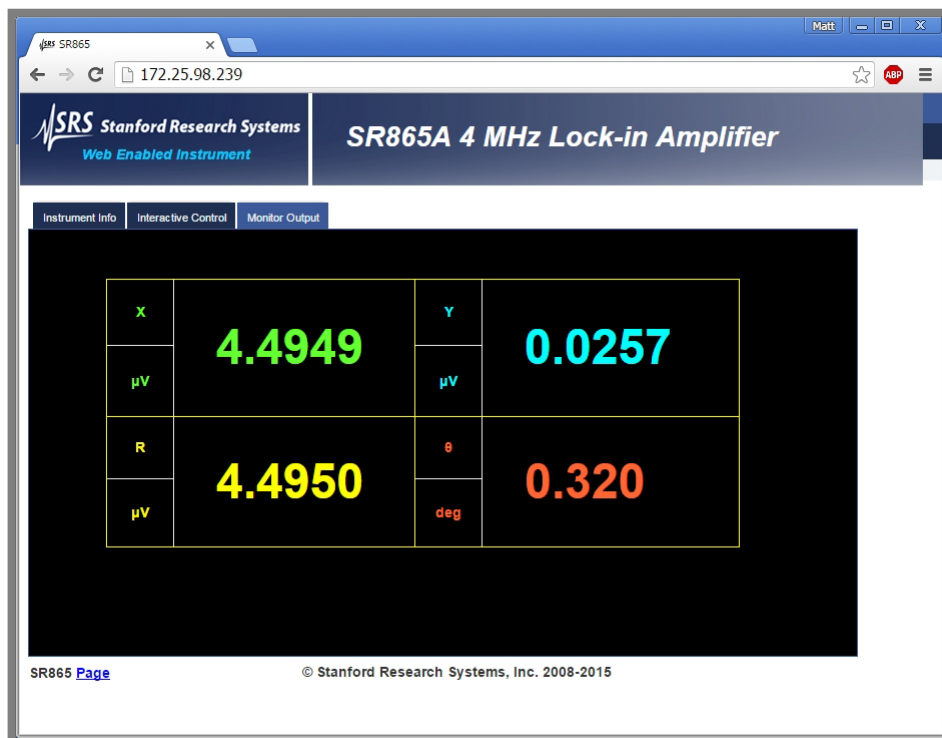 Matt
SRS SR865
172.25.98.239
ABP
SRS Stanford Research Systems
Web Enabled Instrument
SR865A 4 MHz Lock-in Amplifier
Instrument Info Interactive Control Monitor Output
X 4.4949 Y 0.0257
µV µV
R 4.4950 θ 0.320
µV deg
SR865 Page © Stanford Research Systems, Inc. 2008-2015